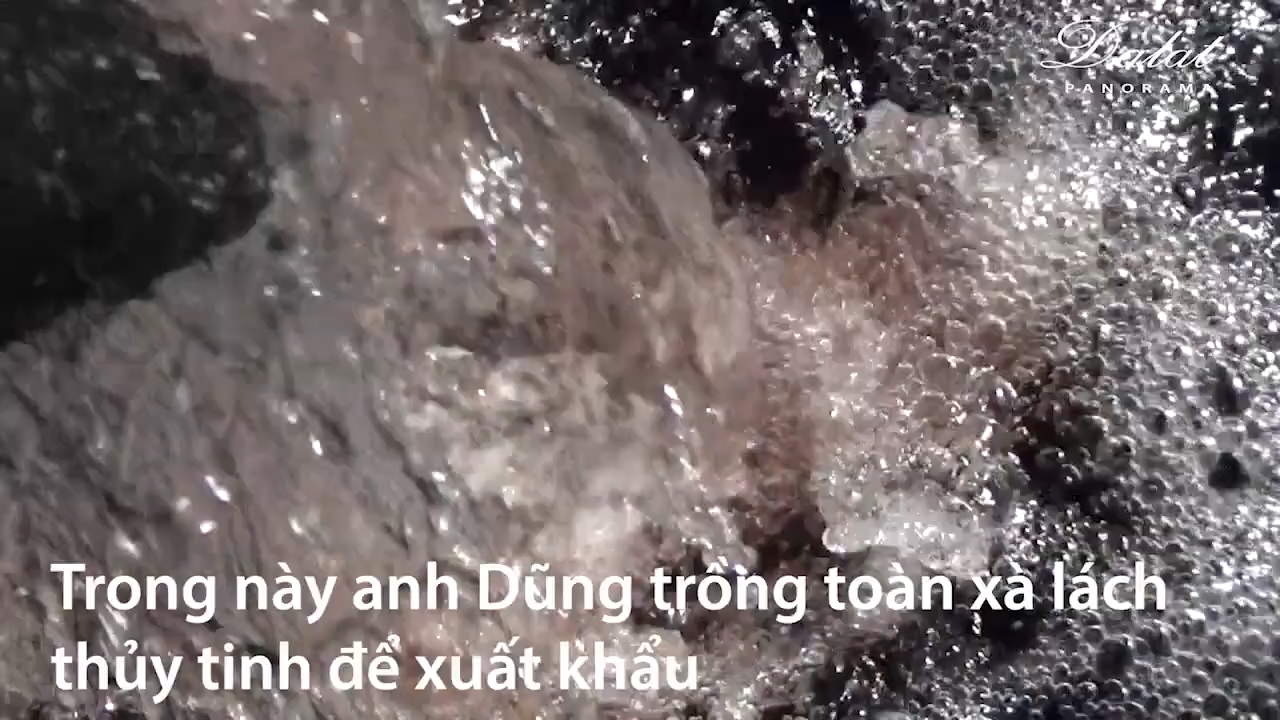 Dalat
PANORAMA
Trong này anh Dũng trồng toàn xà lách
thủy tinh để xuất khẩu